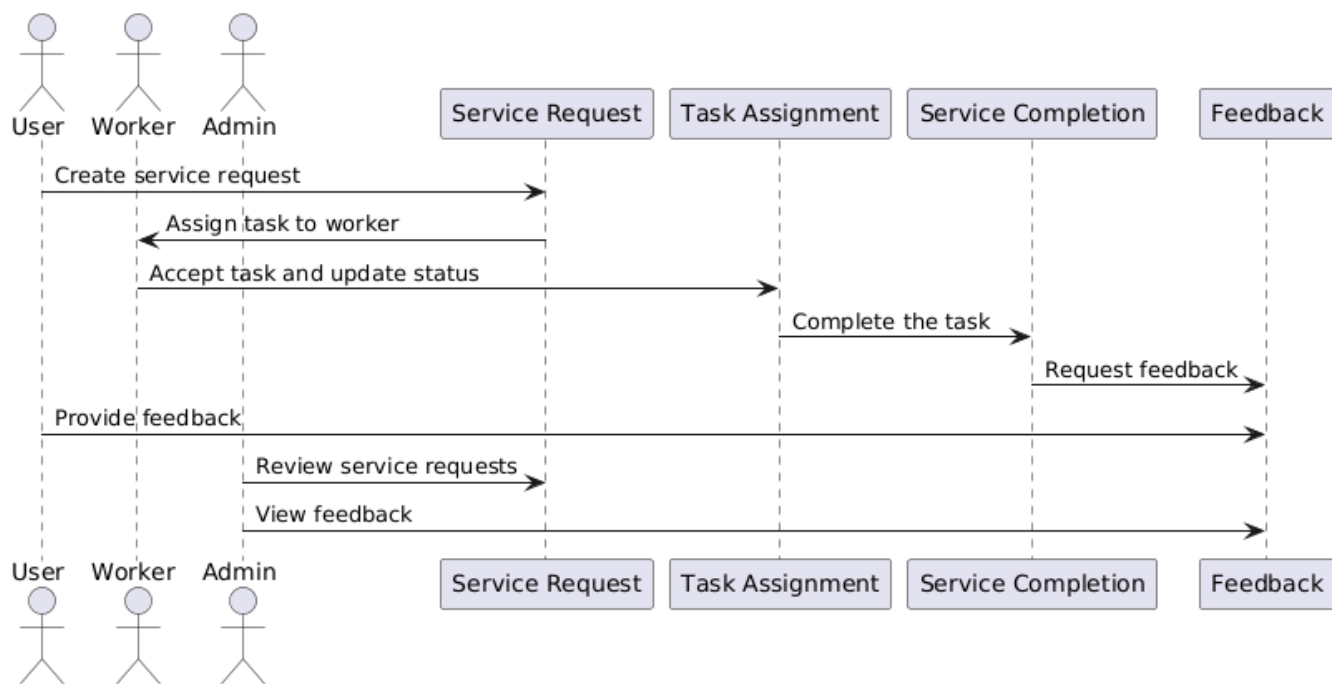 User Worker Admin Service Request Task Assignment Service Completion Feedback
Create service request
Assign task to worker
Accept task and update status
Complete the task
Request feedback
Provide feedback
Review service requests
View feedback
User Worker Admin Service Request Task Assignment Service Completion Feedback